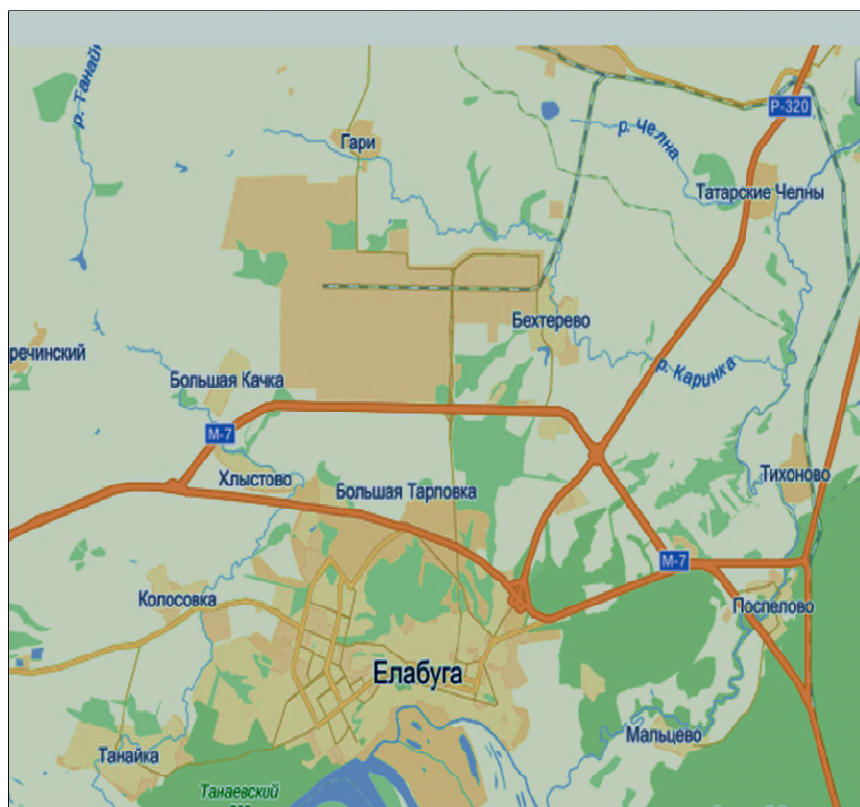 р. Танай
Р-320
р. Челна
Гари
Татарские Челны
Бехтерево
речинский
р. Каринка
Большая Качка
М-7
Хлыстово
Большая Тарловка
Тихоново
М-7
Колосовка
Поспелово
Елабуга
Мальцево
Танайка
Танаевский